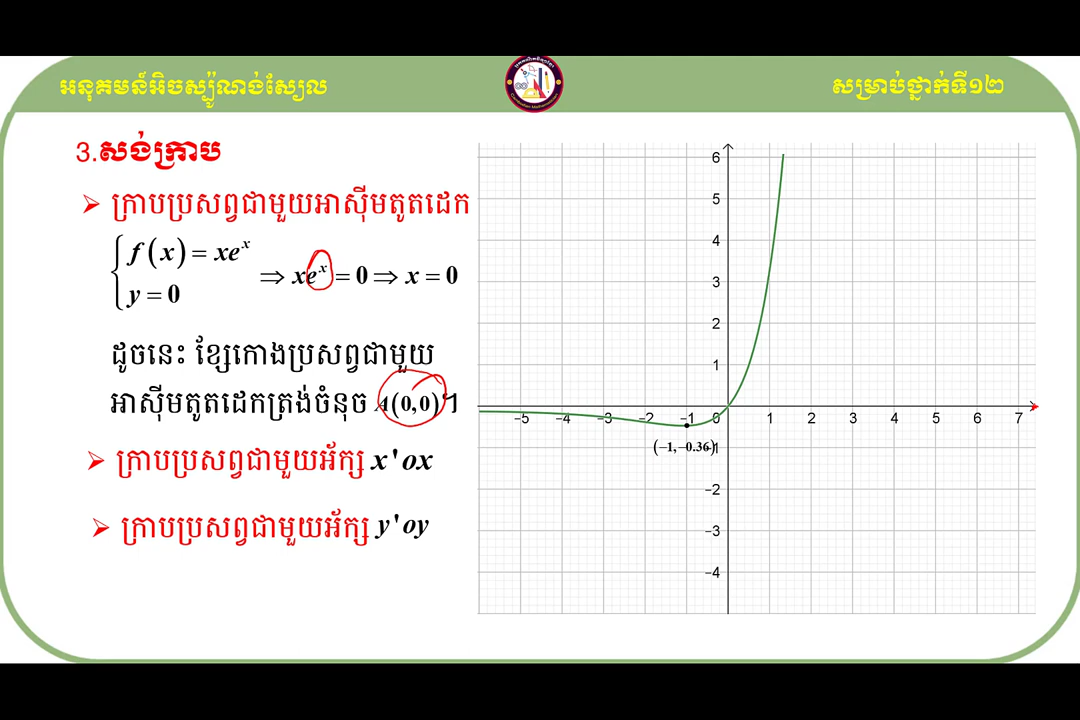 អនុគមន៍អិចស្ប៉ូណង់ស្យែល
សម្រាប់ថ្នាក់ទី១២
3.សង់ក្រាប
➢ ក្រាបប្រសព្វជាមួយអាស៊ីមតូតដេក
f(x) = xeˣ
y = 0
⇒ xeˣ = 0 ⇒ x = 0
ដូចនេះ ខ្សែកោងប្រសព្វជាមួយ
អាស៊ីមតូតដេកត្រង់ចំនុច A(0,0)។
➢ ក្រាបប្រសព្វជាមួយអ័ក្ស x'ox
➢ ក្រាបប្រសព្វជាមួយអ័ក្ស y'oy
6
5
4
3
2
1
−5 −4 −3 −2 −1 0 1 2 3 4 5 6 7
(−1, −0.36)
−2
−3
−4